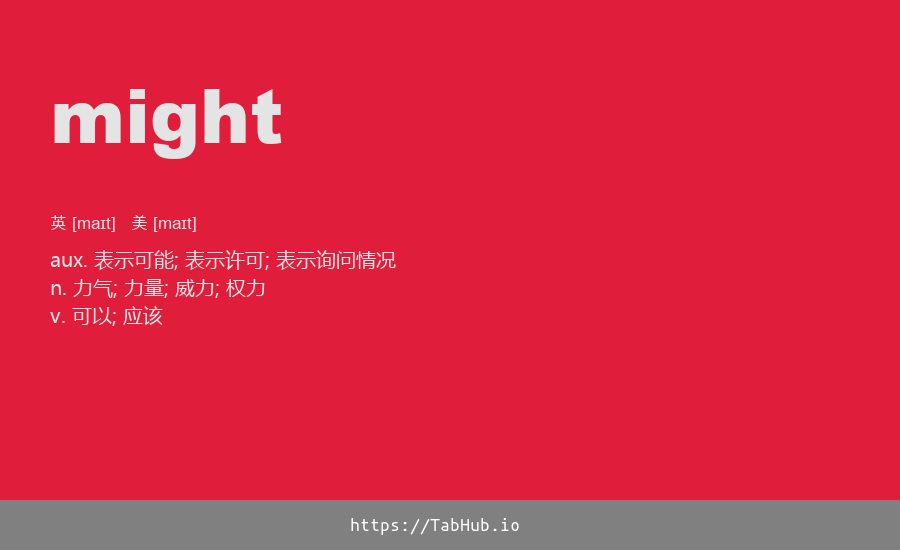 might
英 [maɪt] 美 [maɪt]
aux. 表示可能; 表示许可; 表示询问情况
n. 力气; 力量; 威力; 权力
v. 可以; 应该
https://TabHub.io